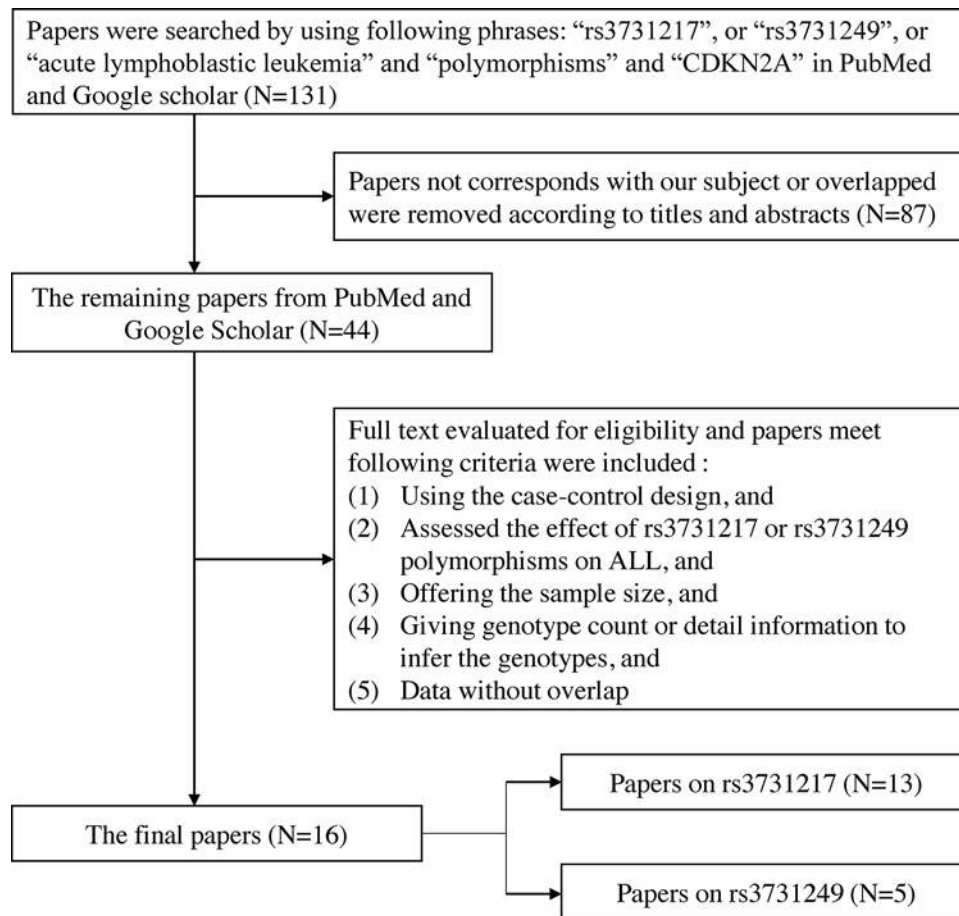 Papers were searched by using following phrases: “rs3731217”, or “rs3731249”, or
“acute lymphoblastic leukemia” and “polymorphisms” and “CDKN2A” in PubMed
and Google scholar (N=131)
Papers not corresponds with our subject or overlapped
were removed according to titles and abstracts (N=87)
The remaining papers from PubMed and
Google Scholar (N=44)
Full text evaluated for eligibility and papers meet
following criteria were included :
(1) Using the case-control design, and
(2) Assessed the effect of rs3731217 or rs3731249
polymorphisms on ALL, and
(3) Offering the sample size, and
(4) Giving genotype count or detail information to
infer the genotypes, and
(5) Data without overlap
Papers on rs3731217 (N=13)
The final papers (N=16)
Papers on rs3731249 (N=5)